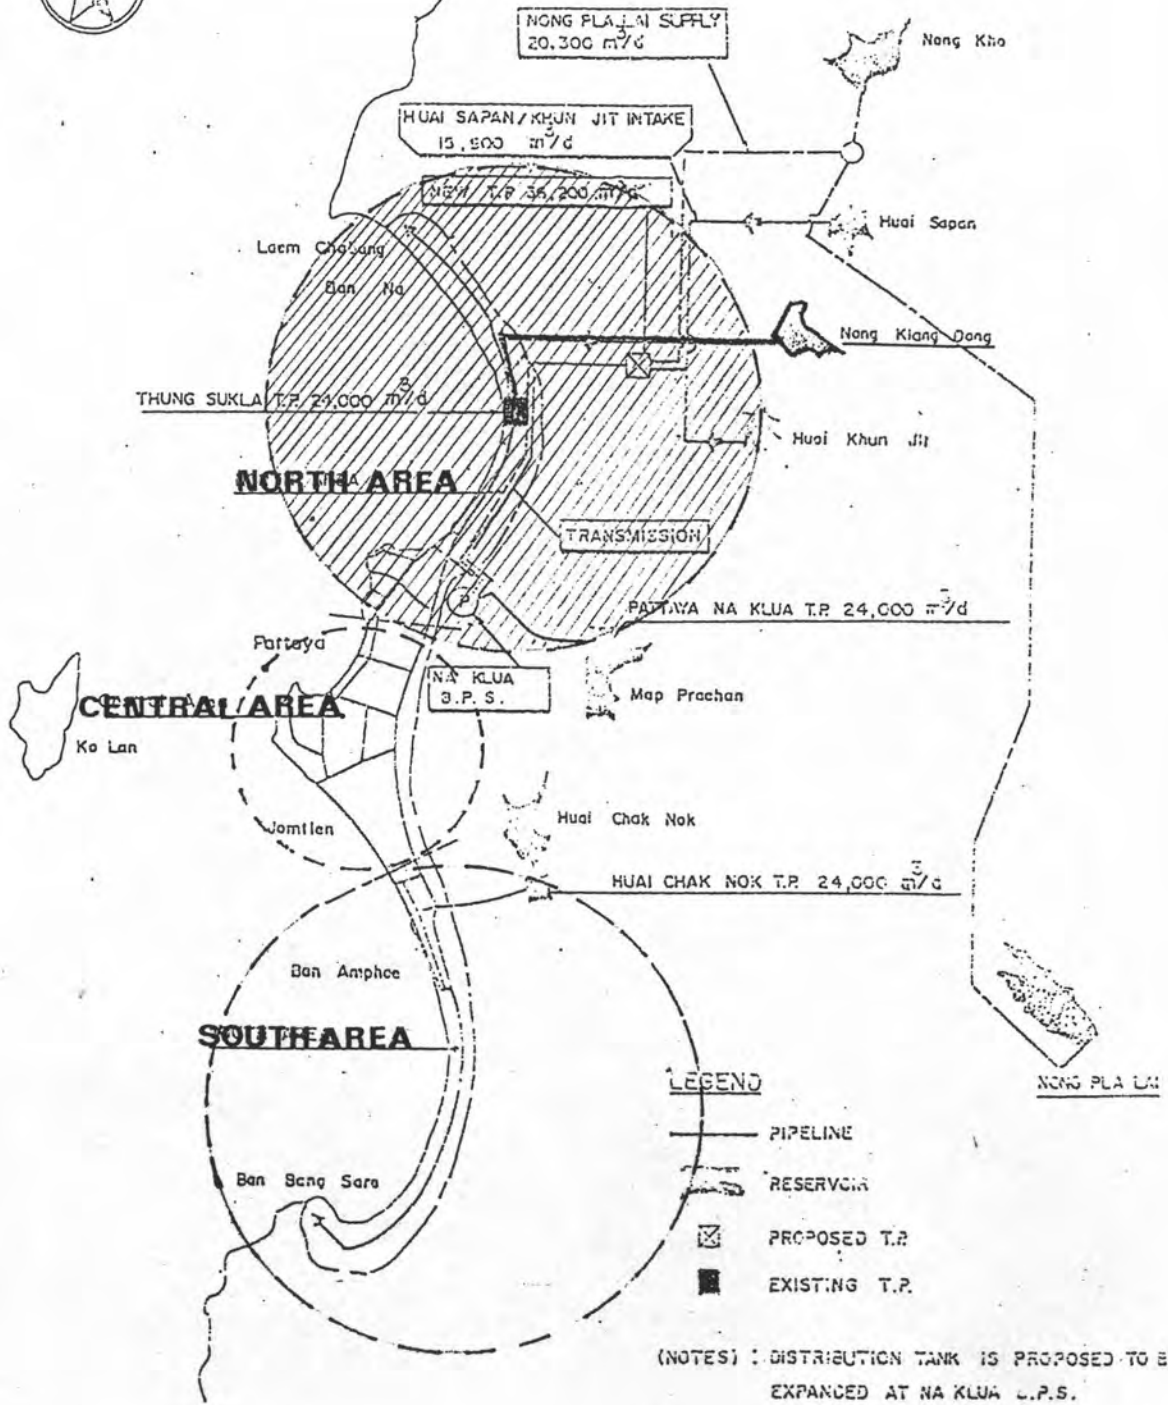 NONG PLA LAI SUPPLY
20,300 m³/d
Nong Kho
HUAI SAPAN/KHUN JIT INTAKE
15,900 m³/d
NEW T.P. 36,200 m³/d
Huai Sapan
Laem Chabang
Ban Na
Nong Klang Dong
THUNG SUKLA T.P. 24,000 m³/d
Huai Khun Jit
NORTH AREA
TRANSMISSION
PATTAYA NA KLUA T.P. 24,000 m³/d
Pattaya
NA KLUA
B.P.S.
Map Prachan
CENTRAL AREA
Ko Lan
Jomtien
Huai Chak Nok
HUAI CHAK NOK T.P. 24,000 m³/d
Ban Amphoe
SOUTH AREA
LEGEND
NONG PLA LAI
PIPELINE
Ban Bang Sara
RESERVOIR
PROPOSED T.P.
EXISTING T.P.
(NOTES) : DISTRIBUTION TANK IS PROPOSED TO
EXPANDED AT NA KLUA B.P.S.